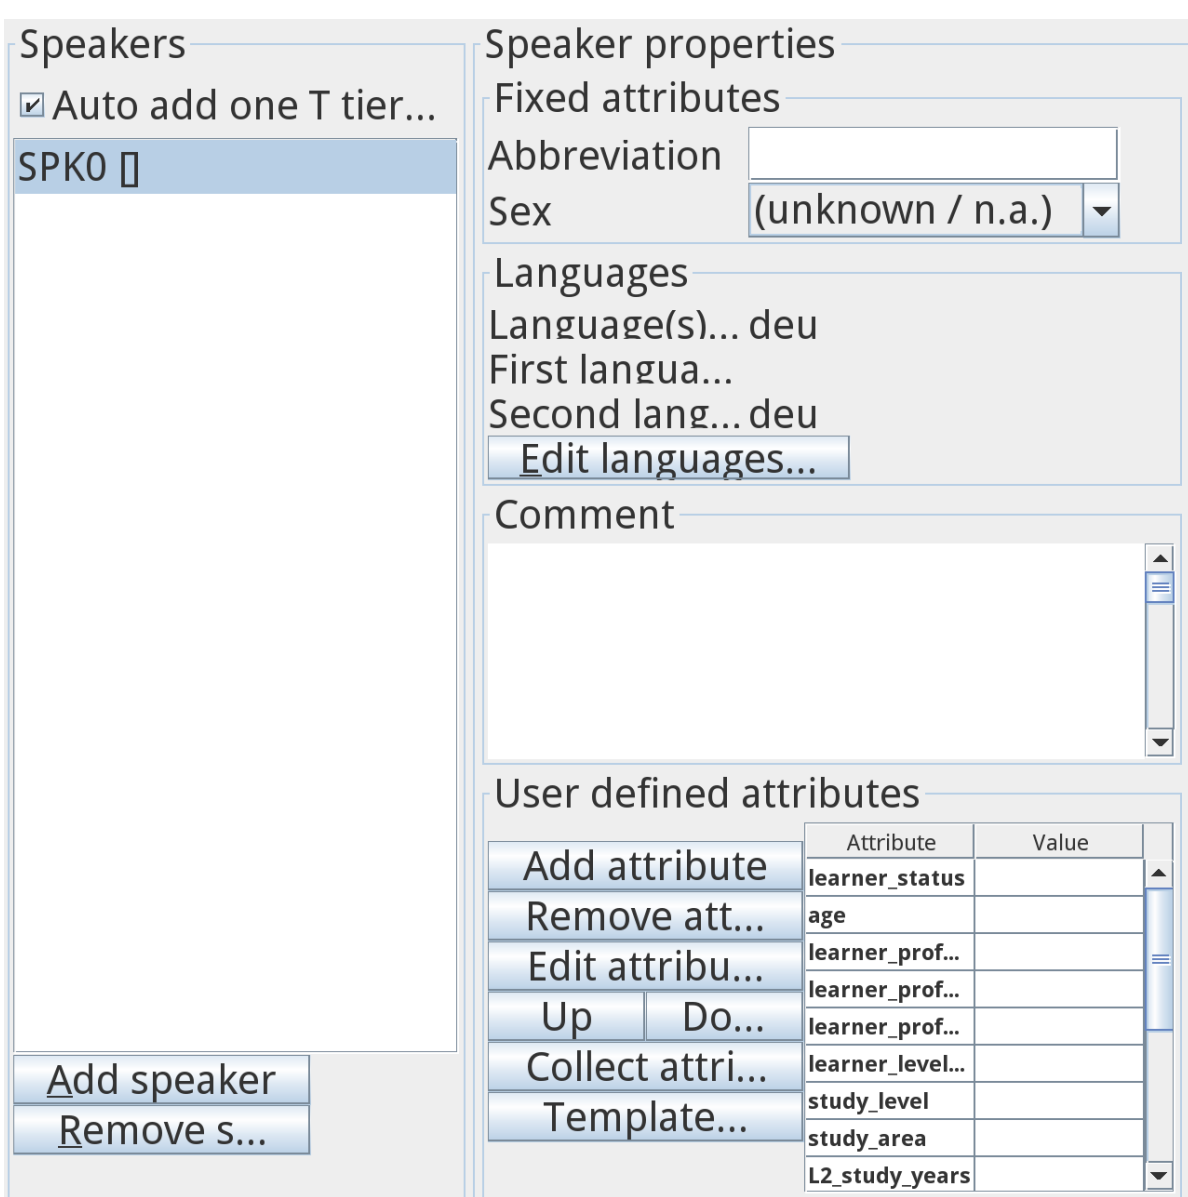 Speakers
Auto add one T tier...
SPK0 []
Add speaker
Remove s...
Speaker properties
Fixed attributes
Abbreviation
Sex (unknown / n.a.)
Languages
Language(s)... deu
First langua...
Second lang... deu
Edit languages...
Comment
User defined attributes
Add attribute
Remove att...
Edit attribu...
Up Do...
Collect attri...
Template...
Attribute Value
learner_status
age
learner_prof...
learner_prof...
learner_prof...
learner_level...
study_level
study_area
L2_study_years